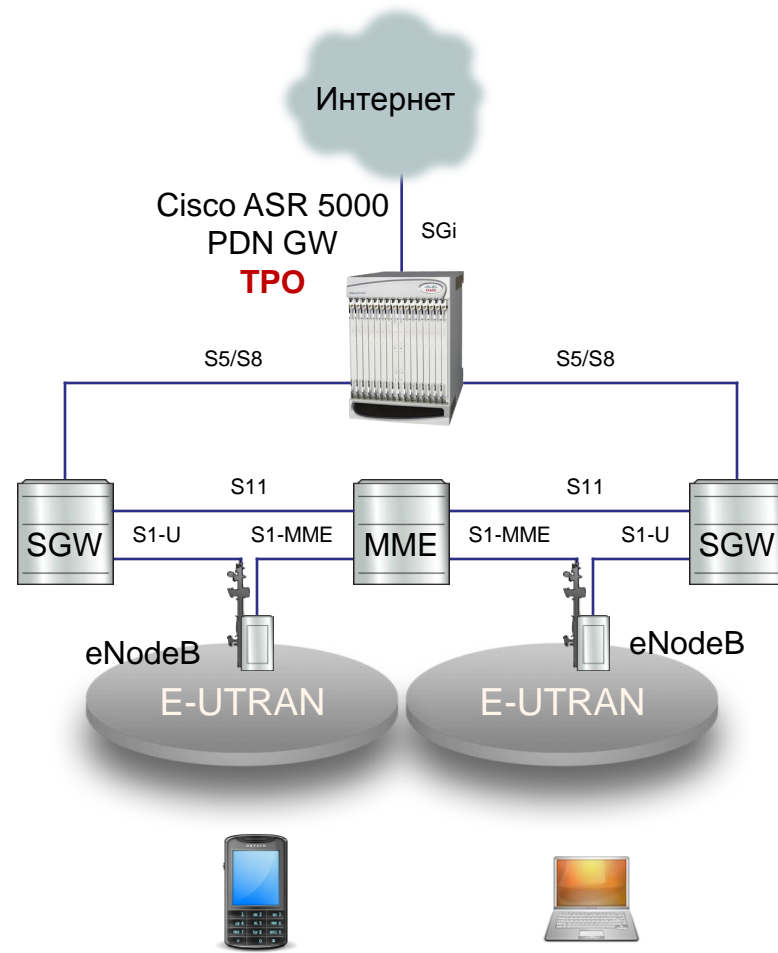 Интернет
Cisco ASR 5000
PDN GW
TPO
SGi
S5/S8
S5/S8
SGW
S11
S1-U
S1-MME
MME
S11
S1-MME
S1-U
SGW
eNodeB
eNodeB
E-UTRAN
E-UTRAN